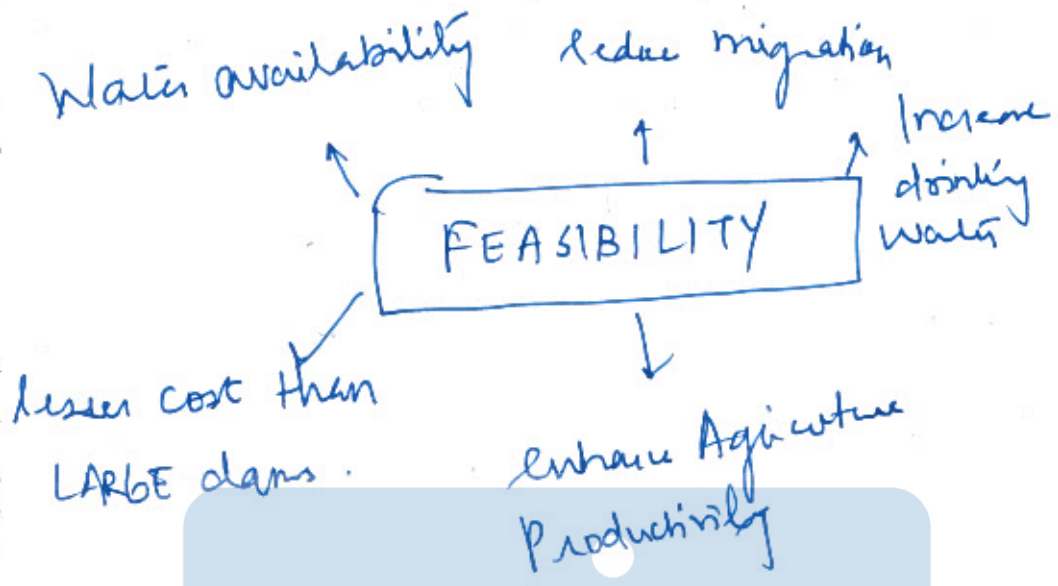 Water availability
reduce migration
Increase
drinking
water
FEASIBILITY
lesser cost than
LARGE dams.
enhance Agriculture
Productivity